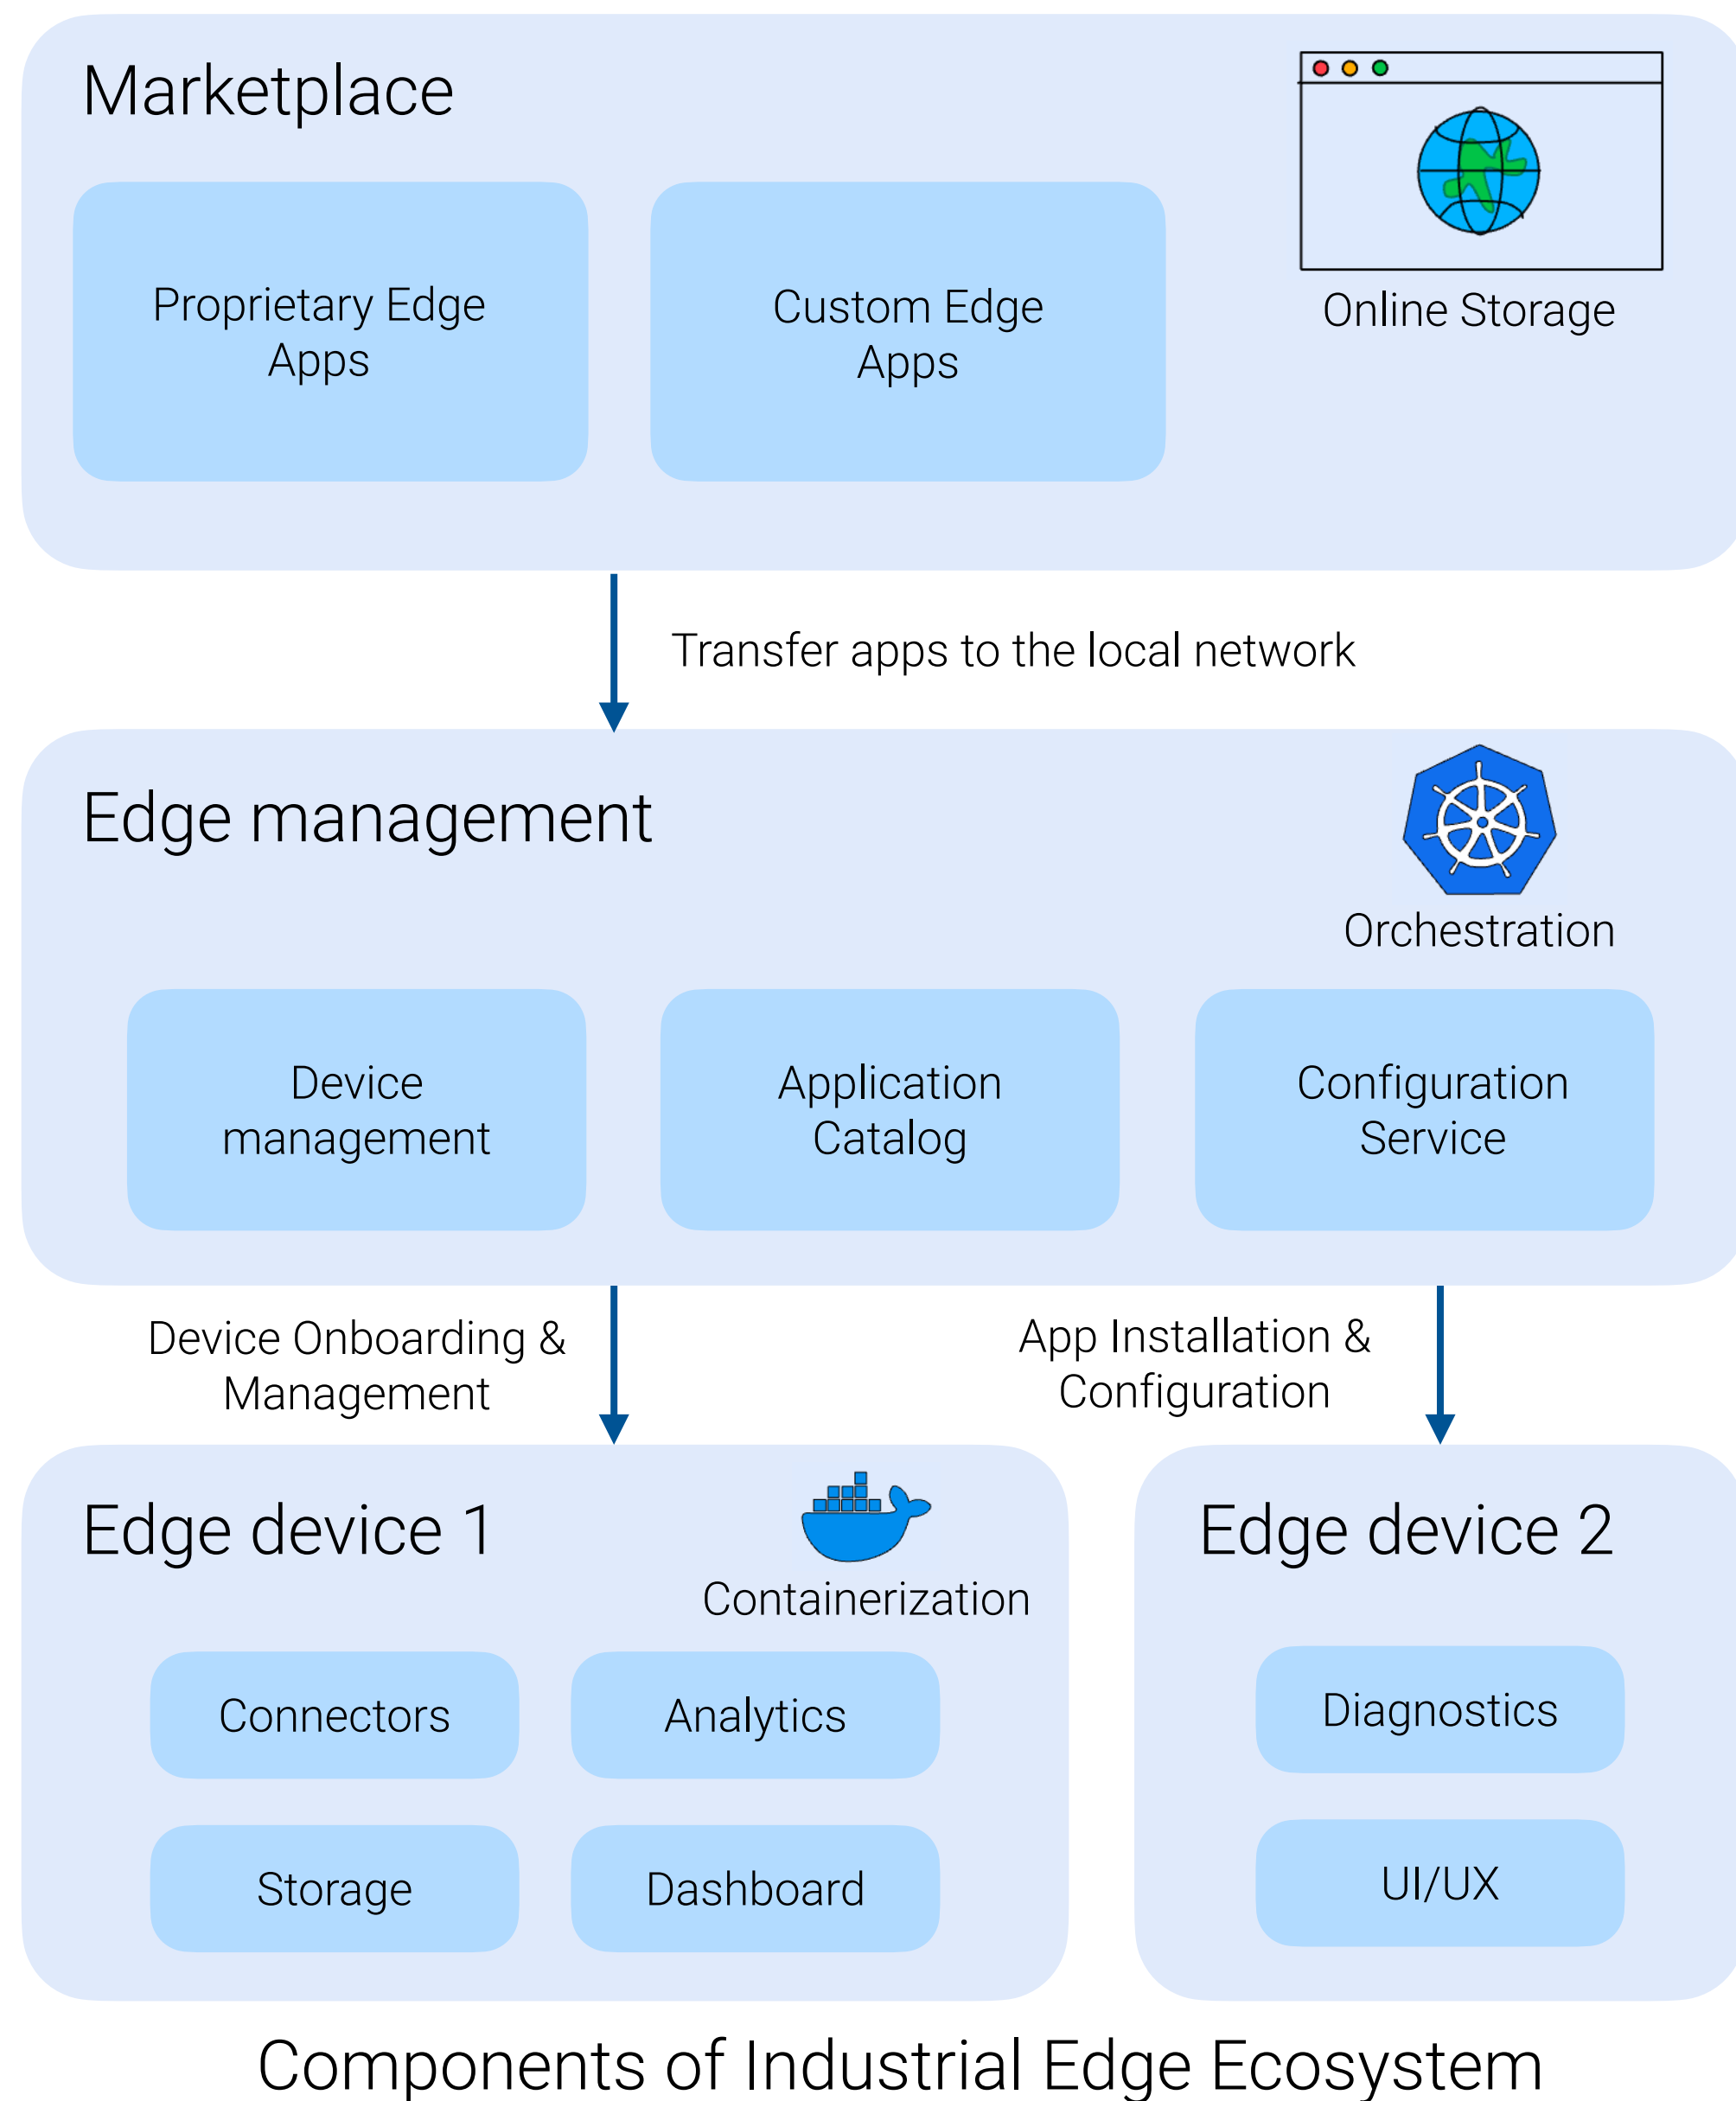 Marketplace
Proprietary Edge
Apps
Custom Edge
Apps
Online Storage
Transfer apps to the local network
Edge management
Orchestration
Device
management
Application
Catalog
Configuration
Service
Device Onboarding &
Management
App Installation &
Configuration
Edge device 1
Containerization
Connectors
Analytics
Storage
Dashboard
Edge device 2
Diagnostics
UI/UX
Components of Industrial Edge Ecosystem